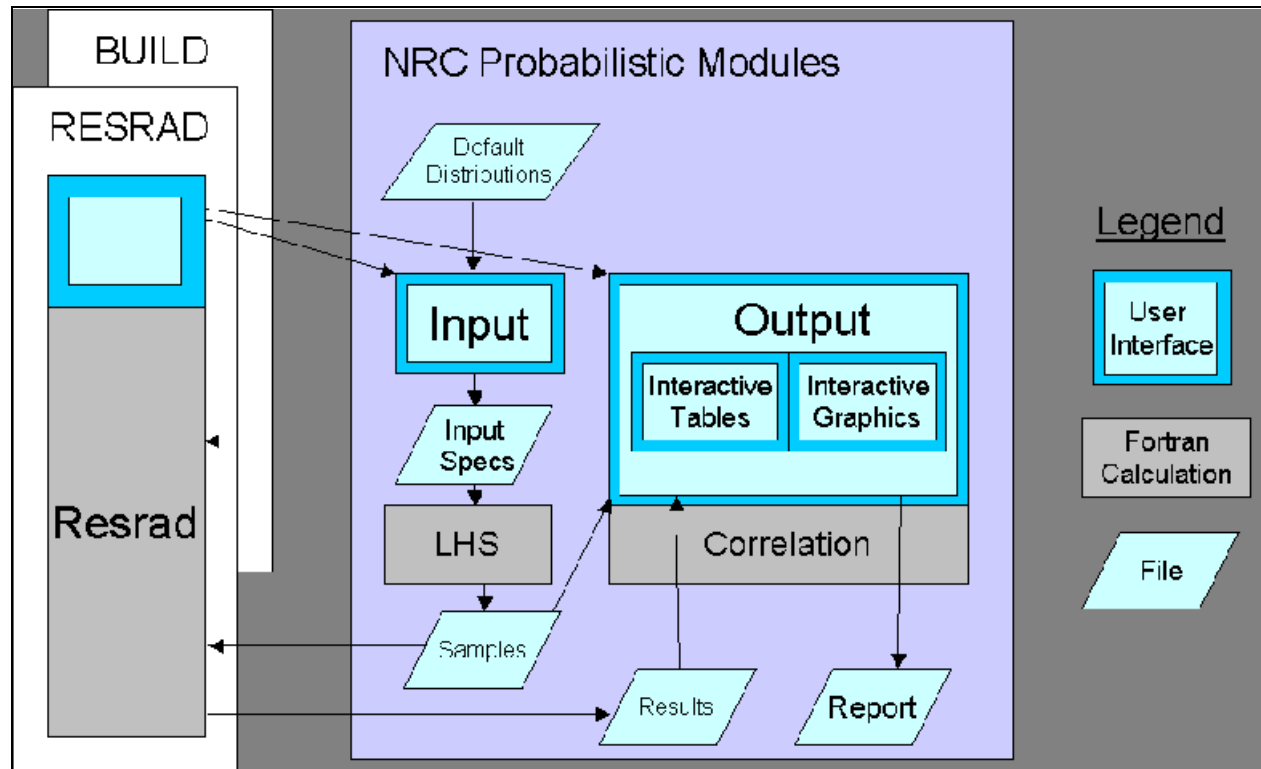 BUILD
RESRAD
Resrad
NRC Probabilistic Modules
Default
Distributions
Input
Input
Specs
LHS
Samples
Output
Interactive
Tables
Interactive
Graphics
Correlation
Results
Report
Legend
User
Interface
Fortran
Calculation
File